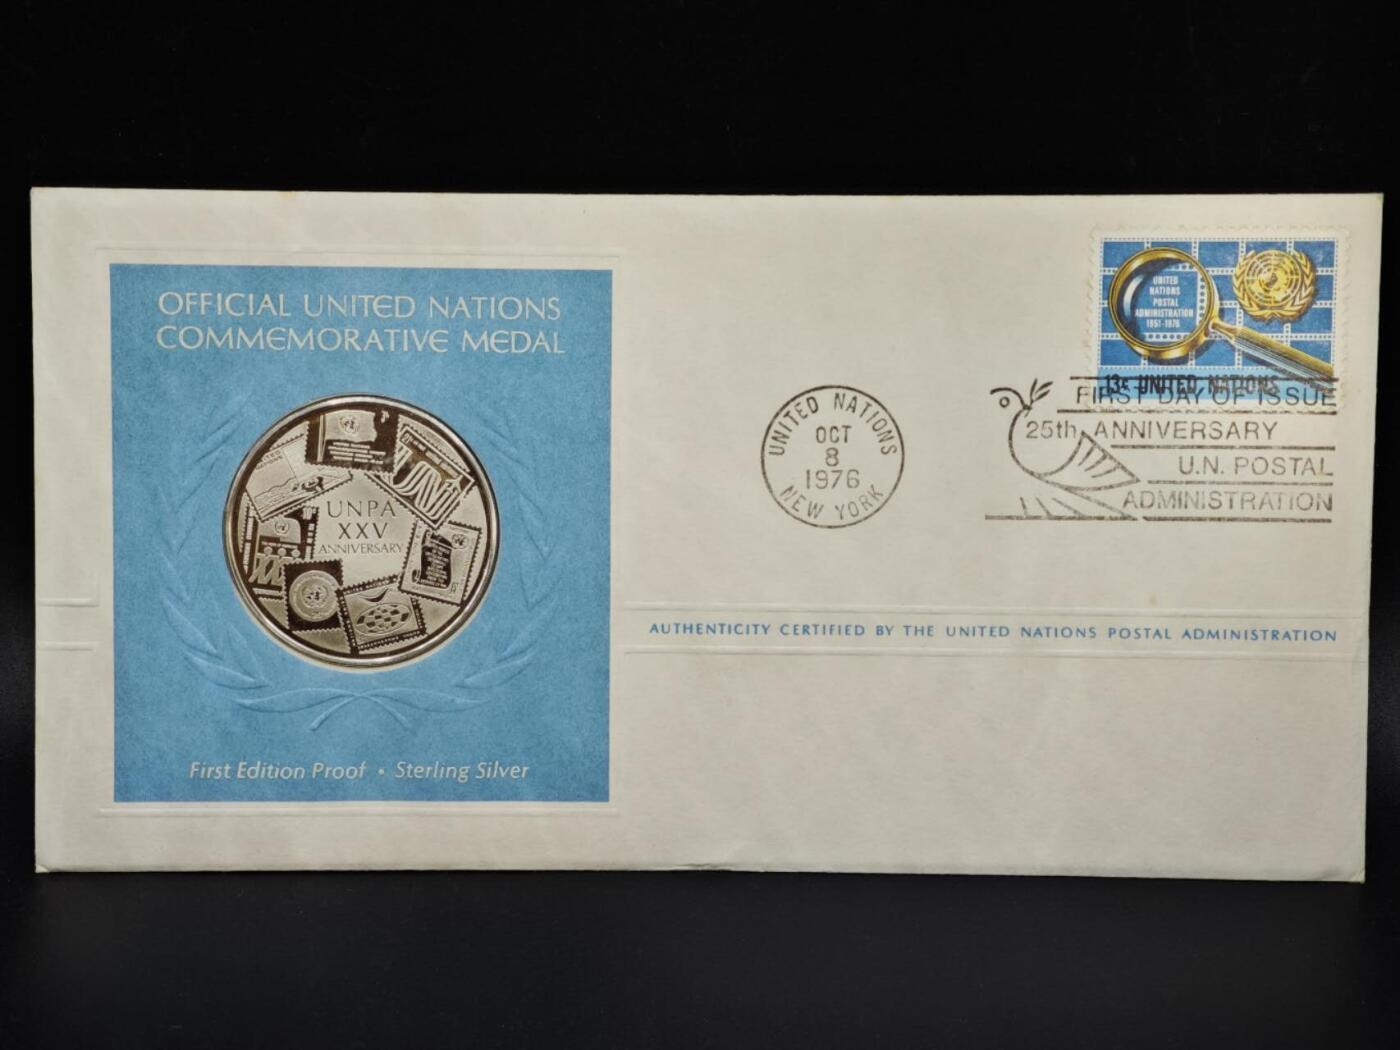 OFFICIAL UNITED NATIONS
COMMEMORATIVE MEDAL
UNPA
XXV
ANNIVERSARY
First Edition Proof • Sterling Silver
UNITED
NATIONS
POSTAL
ADMINISTRATION
1951-1976
13c UNITED NATIONS
UNITED NATIONS
OCT
8
1976
NEW YORK
FIRST DAY OF ISSUE
25th ANNIVERSARY
U.N. POSTAL
ADMINISTRATION
AUTHENTICITY CERTIFIED BY THE UNITED NATIONS POSTAL ADMINISTRATION